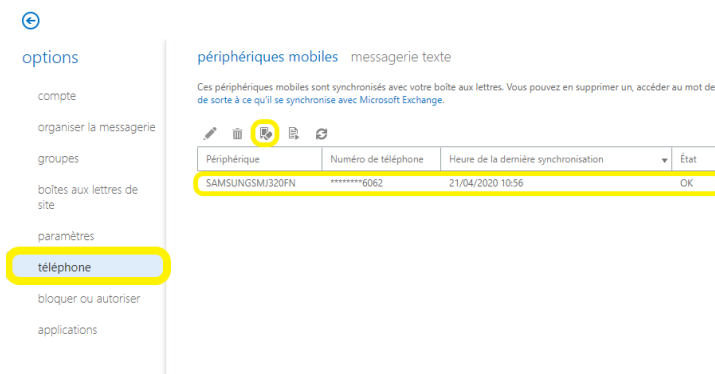 options
périphériques mobiles messagerie texte
Ces périphériques mobiles sont synchronisés avec votre boîte aux lettres. Vous pouvez en supprimer un, accéder au mot de
de sorte à ce qu'il se synchronise avec Microsoft Exchange.
compte
organiser la messagerie
groupes
boîtes aux lettres de
site
paramètres
téléphone
bloquer ou autoriser
applications
Périphérique Numéro de téléphone Heure de la dernière synchronisation État
SAMSUNGSMJ320FN ********6062 21/04/2020 10:56 OK